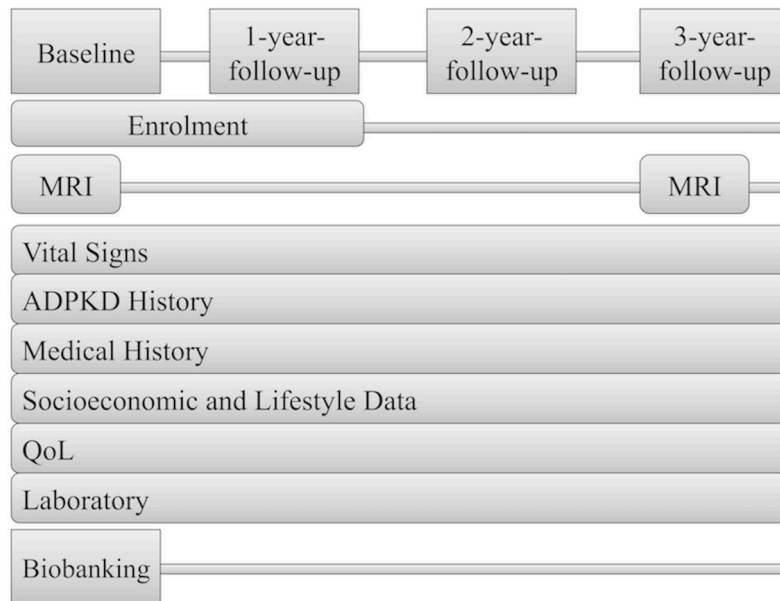 Baseline
1-year-
follow-up
2-year-
follow-up
3-year-
follow-up
Enrolment
MRI
MRI
Vital Signs
ADPKD History
Medical History
Socioeconomic and Lifestyle Data
QoL
Laboratory
Biobanking